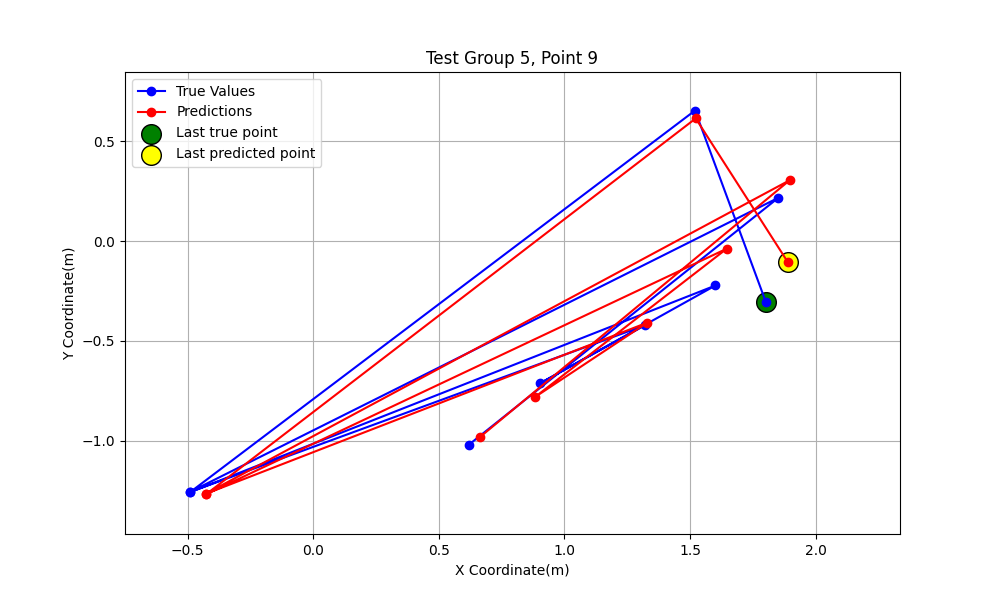 Test Group 5, Point 9
True Values
Predictions
Last true point
Last predicted point
Y Coordinate(m)
0.5
0.0
−0.5
−1.0
−0.5
0.0
0.5
1.0
1.5
2.0
X Coordinate(m)